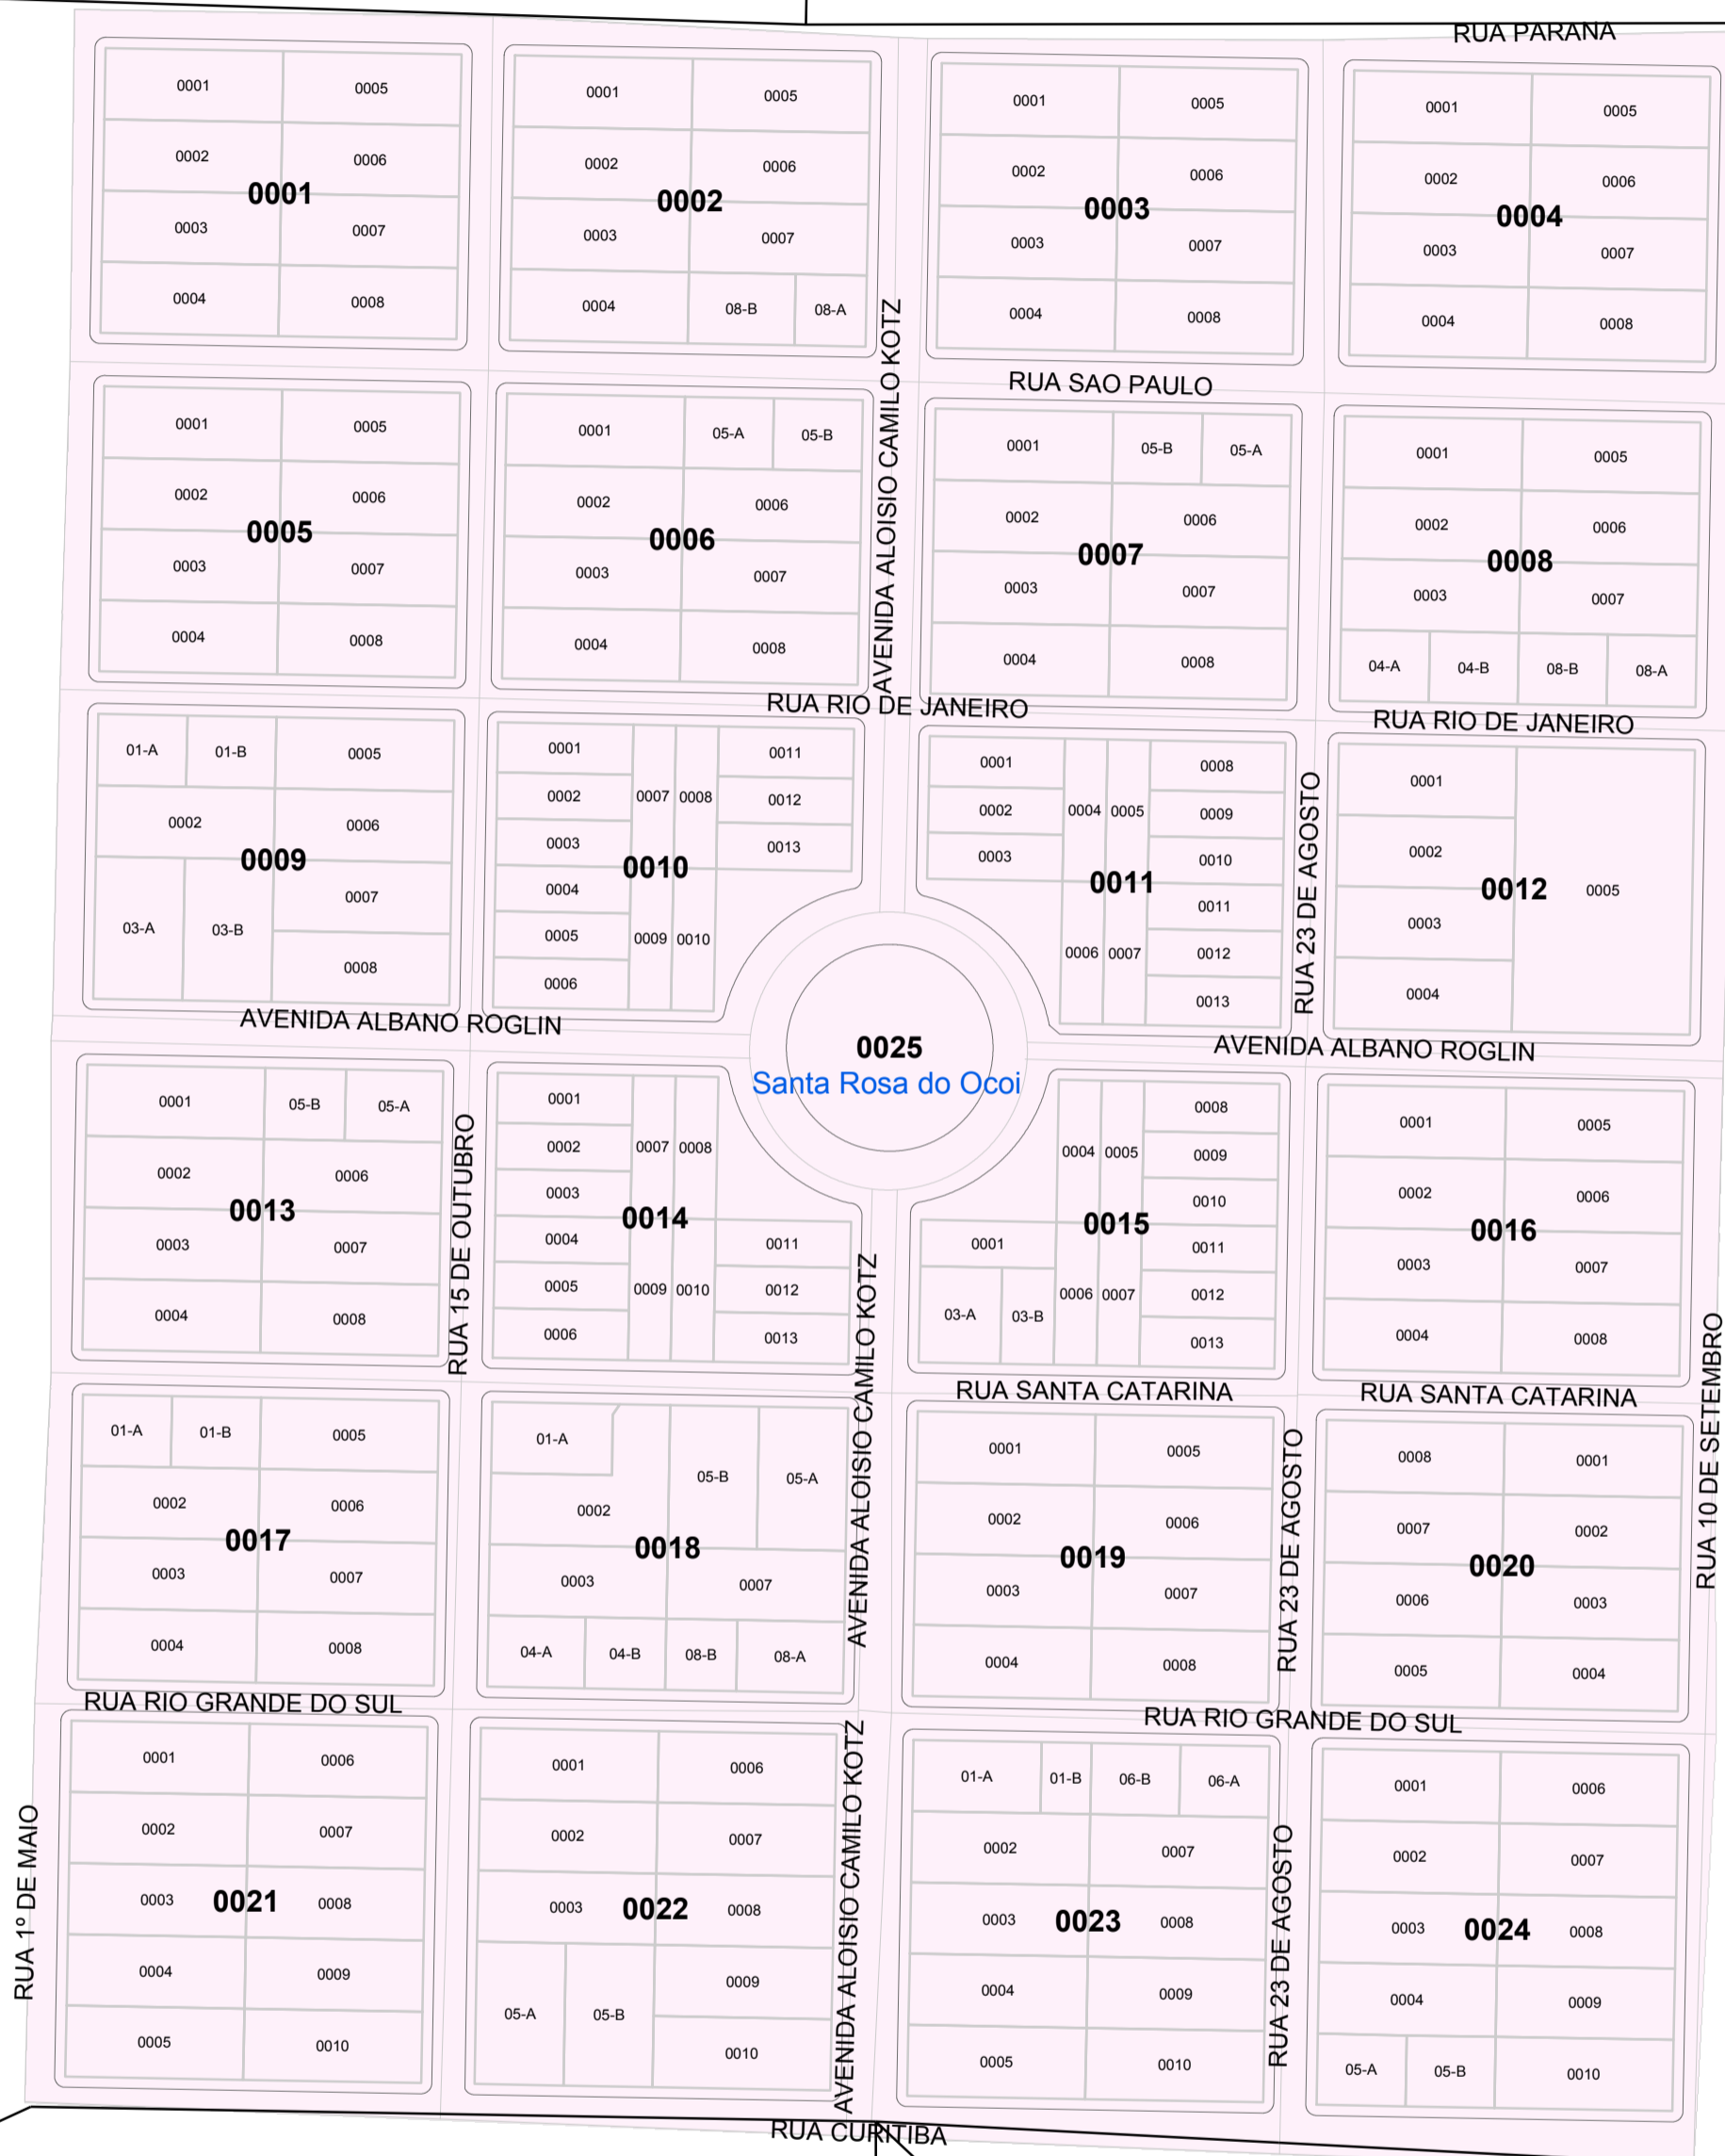 RUA PARANA
0001 0005
0002 0006
0001
0003 0007
0004 0008
0001 0005
0002 0006
0002
0003 0007
0004 08-B 08-A
0001 0005
0002 0006
0003
0003 0007
0004 0008
0001 0005
0002 0006
0004
0003 0007
0004 0008
AVENIDA ALOISIO CAMILO KOTZ
RUA SAO PAULO
0001 0005
0002 0006
0005
0003 0007
0004 0008
0001 05-A 05-B
0002 0006
0006
0003 0007
0004 0008
0001 05-B 05-A
0002 0006
0007
0003 0007
0004 0008
0001 0005
0002 0006
0008
0003 0007
04-A 04-B 08-B 08-A
RUA RIO DE JANEIRO
RUA RIO DE JANEIRO
01-A 01-B 0005
0002 0006
0009
0007
03-A 03-B
0008
0001 0011
0002 0007 0008 0012
0003 0013
0010
0004
0005 0009 0010
0006
0001 0008
0002 0004 0005 0009
0003 0010
0011
0011
0006 0007 0012
0013
RUA 23 DE AGOSTO
0001
0002
0012 0005
0003
0004
AVENIDA ALBANO ROGLIN
0025
Santa Rosa do Ocoi
AVENIDA ALBANO ROGLIN
0001 05-B 05-A
0002 0006
0013
0003 0007
0004 0008
RUA 15 DE OUTUBRO
0001
0002 0007 0008
0003
0014
0004 0011
0005 0009 0010 0012
0006 0013
AVENIDA ALOISIO CAMILO KOTZ
0008
0004 0005 0009
0010
0015
0001 0011
0006 0007 0012
03-A 03-B
0013
0001 0005
0002 0006
0016
0003 0007
0004 0008
RUA SANTA CATARINA
RUA SANTA CATARINA
RUA 10 DE SETEMBRO
01-A 01-B 0005
0002 0006
0017
0003 0007
0004 0008
01-A
05-B 05-A
0002
0018
0003 0007
04-A 04-B 08-B 08-A
0001 0005
0002 0006
0019
0003 0007
0004 0008
RUA 23 DE AGOSTO
0008 0001
0007 0002
0020
0006 0003
0005 0004
RUA RIO GRANDE DO SUL
RUA RIO GRANDE DO SUL
RUA 1º DE MAIO
0001 0006
0002 0007
0003 0021 0008
0004 0009
0005 0010
0001 0006
0002 0007
0003 0022 0008
0009
05-A 05-B
0010
AVENIDA ALOISIO CAMILO KOTZ
01-A 01-B 06-B 06-A
0002 0007
0003 0023 0008
0004 0009
0005 0010
RUA 23 DE AGOSTO
0001 0006
0002 0007
0003 0024 0008
0004 0009
05-A 05-B 0010
RUA CURITIBA